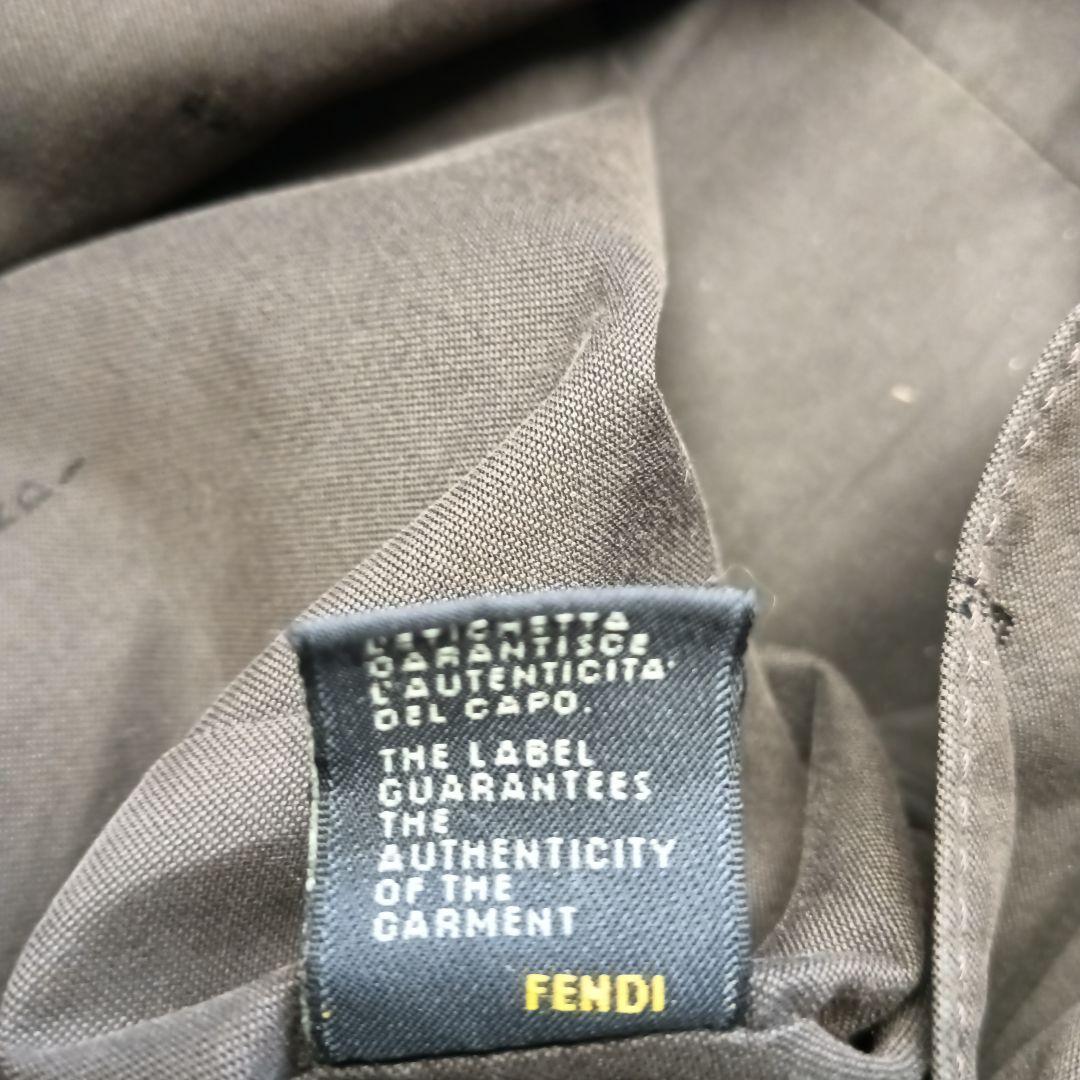 L'ETICHETTA
GARANTISCE
L'AUTENTICITA'
DEL CAPO.
THE LABEL
GUARANTEES
THE
AUTHENTICITY
OF THE
GARMENT
FENDI